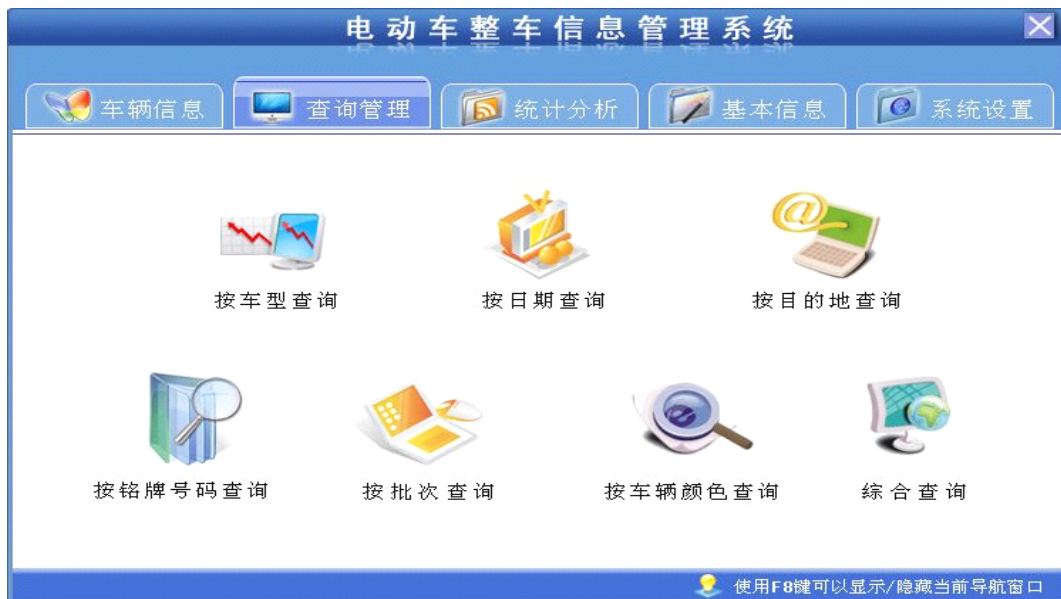 电动车整车信息管理系统
车辆信息 查询管理 统计分析 基本信息 系统设置
按车型查询 按日期查询 按目的地查询
按铭牌号码查询 按批次查询 按车辆颜色查询 综合查询
使用F8键可以显示/隐藏当前导航窗口